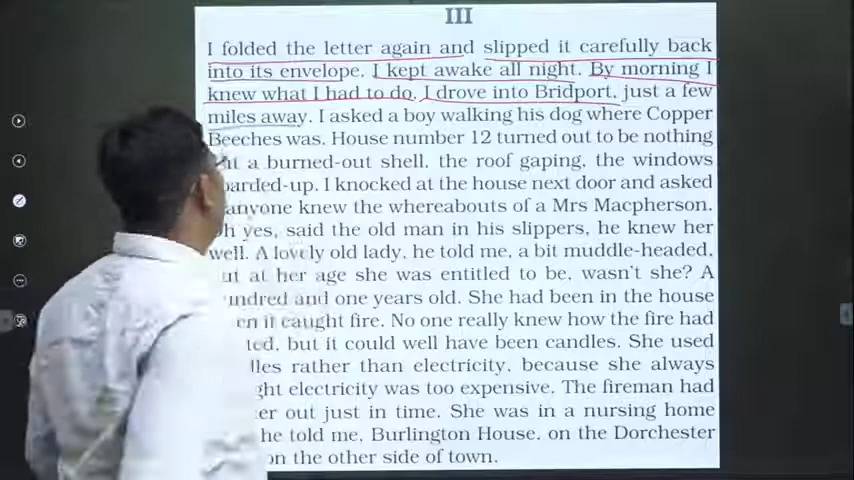 III
I folded the letter again and slipped it carefully back
into its envelope. I kept awake all night. By morning I
knew what I had to do. I drove into Bridport, just a few
miles away. I asked a boy walking his dog where Copper
Beeches was. House number 12 turned out to be nothing
a burned-out shell, the roof gaping, the windows
boarded-up. I knocked at the house next door and asked
anyone knew the whereabouts of a Mrs Macpherson.
Oh yes, said the old man in his slippers, he knew her
well. A lovely old lady, he told me, a bit muddle-headed,
but at her age she was entitled to be, wasn't she? A
hundred and one years old. She had been in the house
when it caught fire. No one really knew how the fire had
, but it could well have been candles. She used
rather than electricity, because she always
electricity was too expensive. The fireman had
out just in time. She was in a nursing home
he told me, Burlington House, on the Dorchester
on the other side of town.